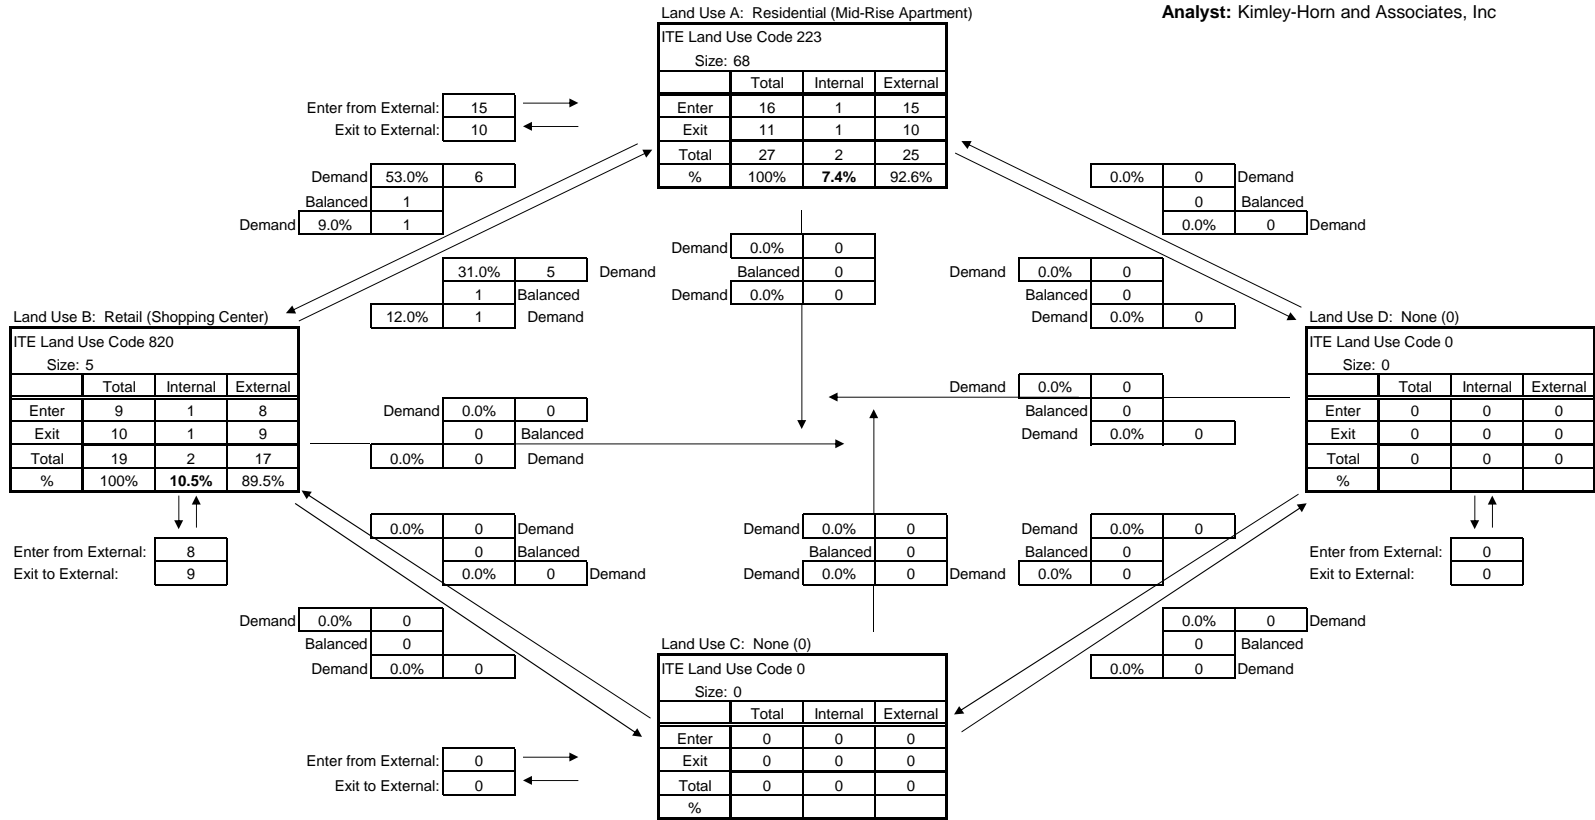 Land Use A: Residential (Mid-Rise Apartment)
Analyst: Kimley-Horn and Associates, Inc
ITE Land Use Code 223
Size: 68
Total Internal External
Enter 16 1 15
Exit 11 1 10
Total 27 2 25
% 100% 7.4% 92.6%
Enter from External: 15
Exit to External: 10
Demand 53.0% 6
Balanced 1
Demand 9.0% 1
31.0% 5 Demand
1 Balanced
12.0% 1 Demand
Demand 0.0% 0
Balanced 0
Demand 0.0% 0
0.0% 0 Demand
0 Balanced
0.0% 0 Demand
Demand 0.0% 0
Balanced 0
Demand 0.0% 0
Land Use B: Retail (Shopping Center)
ITE Land Use Code 820
Size: 5
Total Internal External
Enter 9 1 8
Exit 10 1 9
Total 19 2 17
% 100% 10.5% 89.5%
Enter from External: 8
Exit to External: 9
Demand 0.0% 0
0 Balanced
0.0% 0 Demand
Demand 0.0% 0
Balanced 0
Demand 0.0% 0
Land Use D: None (0)
ITE Land Use Code 0
Size: 0
Total Internal External
Enter 0 0 0
Exit 0 0 0
Total 0 0 0
%
Enter from External: 0
Exit to External: 0
0.0% 0 Demand
0 Balanced
0.0% 0 Demand
Demand 0.0% 0
Balanced 0
Demand 0.0% 0
Demand 0.0% 0
Balanced 0
Demand 0.0% 0
Demand 0.0% 0
Balanced 0
Demand 0.0% 0
0.0% 0 Demand
0 Balanced
0.0% 0 Demand
Land Use C: None (0)
ITE Land Use Code 0
Size: 0
Total Internal External
Enter 0 0 0
Exit 0 0 0
Total 0 0 0
%
Enter from External: 0
Exit to External: 0